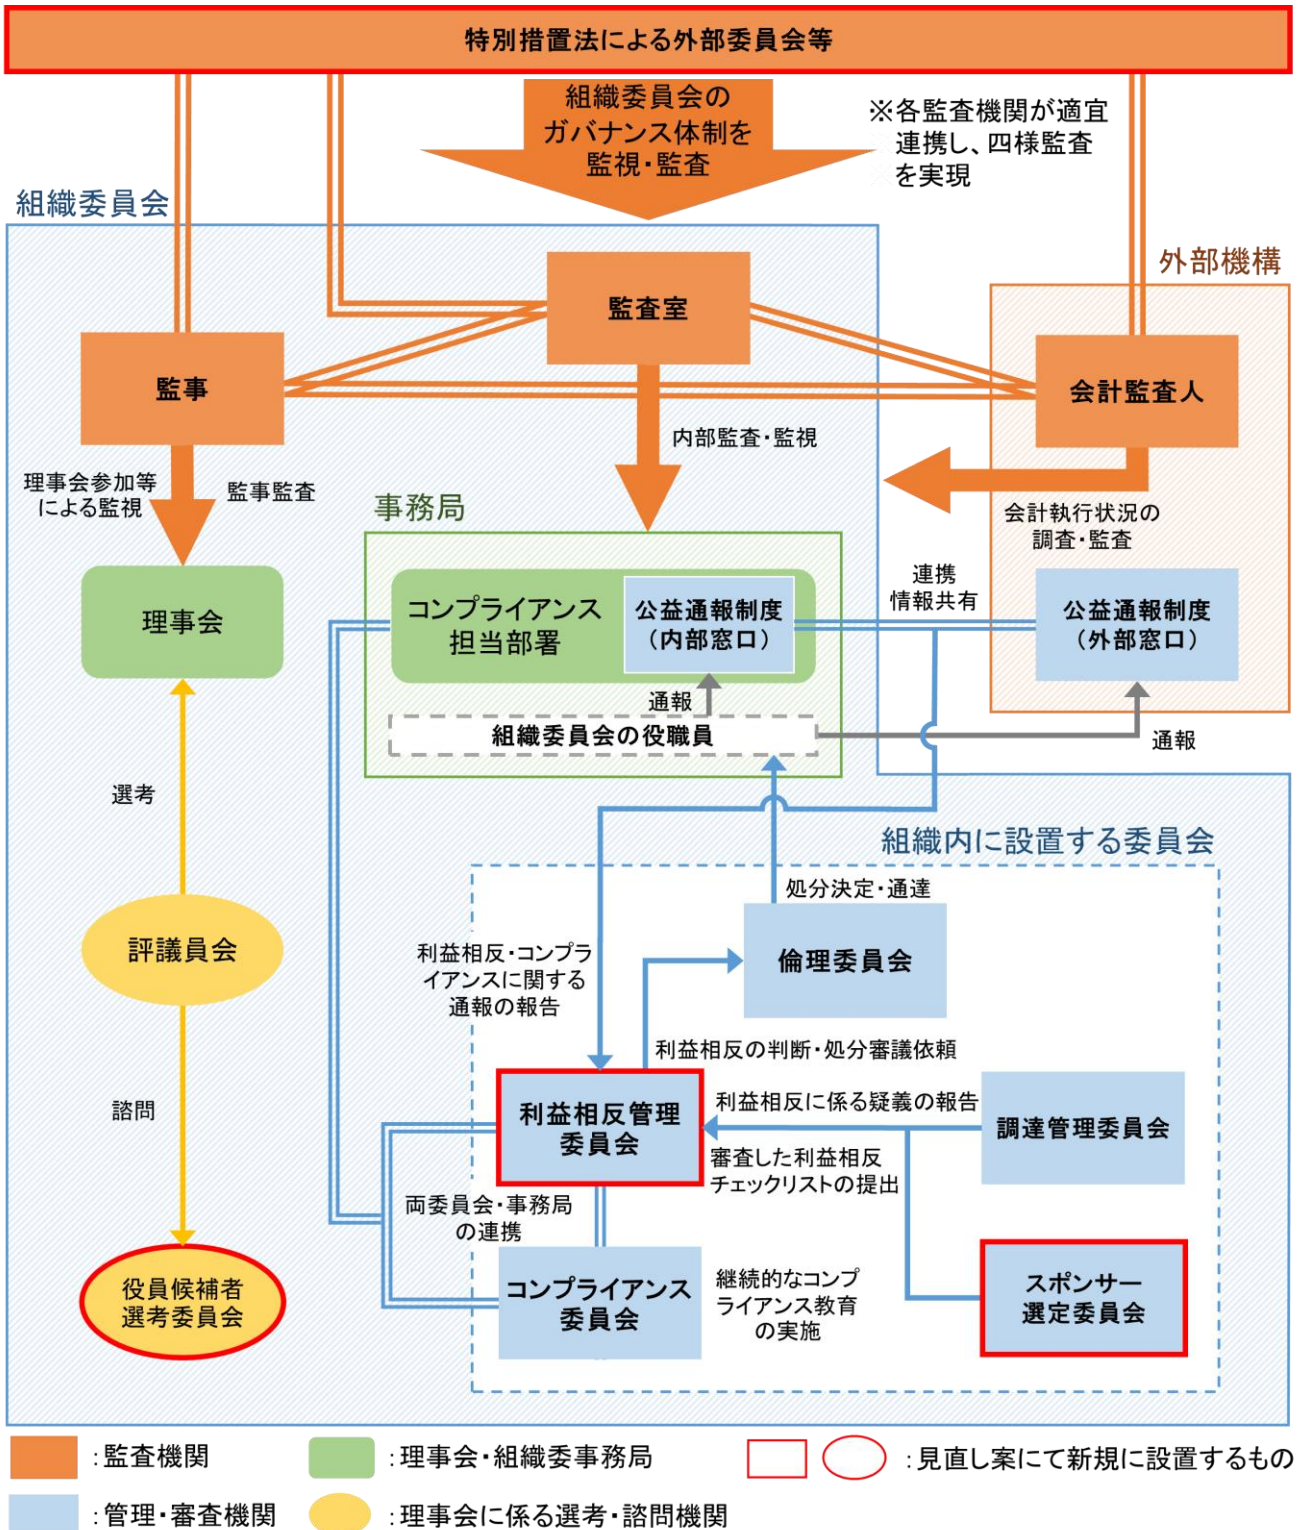 特別措置法による外部委員会等
組織委員会の
ガバナンス体制を
監視・監査
※各監査機関が適宜
連携し、四様監査
を実現
組織委員会
外部機構
監査室
監事
会計監査人
内部監査・監視
理事会参加等
による監視
監事監査
事務局
会計執行状況の
調査・監査
理事会
コンプライアンス
担当部署
公益通報制度
（内部窓口）
連携
情報共有
公益通報制度
（外部窓口）
通報
組織委員会の役職員
通報
選考
組織内に設置する委員会
処分決定・通達
評議員会
倫理委員会
利益相反・コンプラ
イアンスに関する
通報の報告
利益相反の判断・処分審議依頼
諮問
利益相反管理
委員会
利益相反に係る疑義の報告
調達管理委員会
審査した利益相反
チェックリストの提出
両委員会・事務局
の連携
役員候補者
選考委員会
コンプライアンス
委員会
継続的なコンプ
ライアンス教育
の実施
スポンサー
選定委員会
：監査機関
：理事会・組織委事務局
：見直し案にて新規に設置するもの
：管理・審査機関
：理事会に係る選考・諮問機関